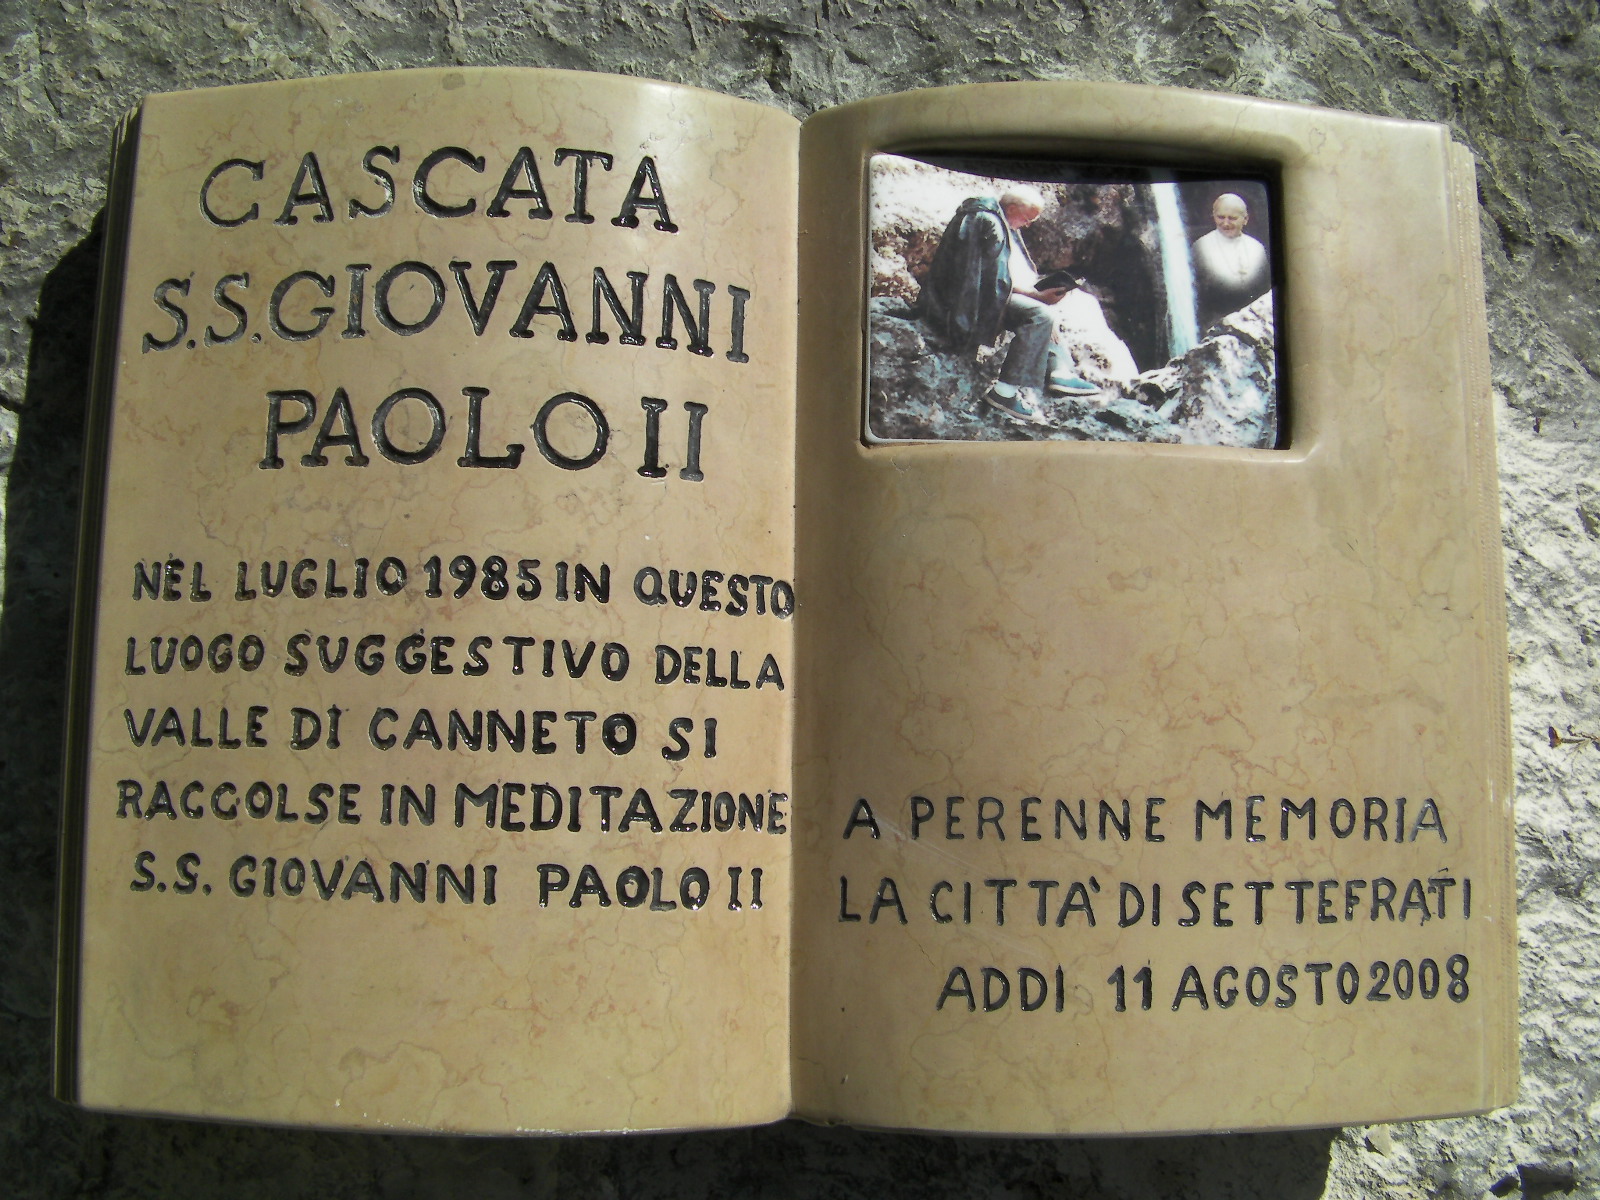 CASCATA
S.S. GIOVANNI
PAOLO II
NEL LUGLIO 1985 IN QUESTO
LUOGO SUGGESTIVO DELLA
VALLE DI CANNETO SI
RACCOLSE IN MEDITAZIONE
S.S. GIOVANNI PAOLO II
A PERENNE MEMORIA
LA CITTA' DI SETTEFRATI
ADDI 11 AGOSTO 2008